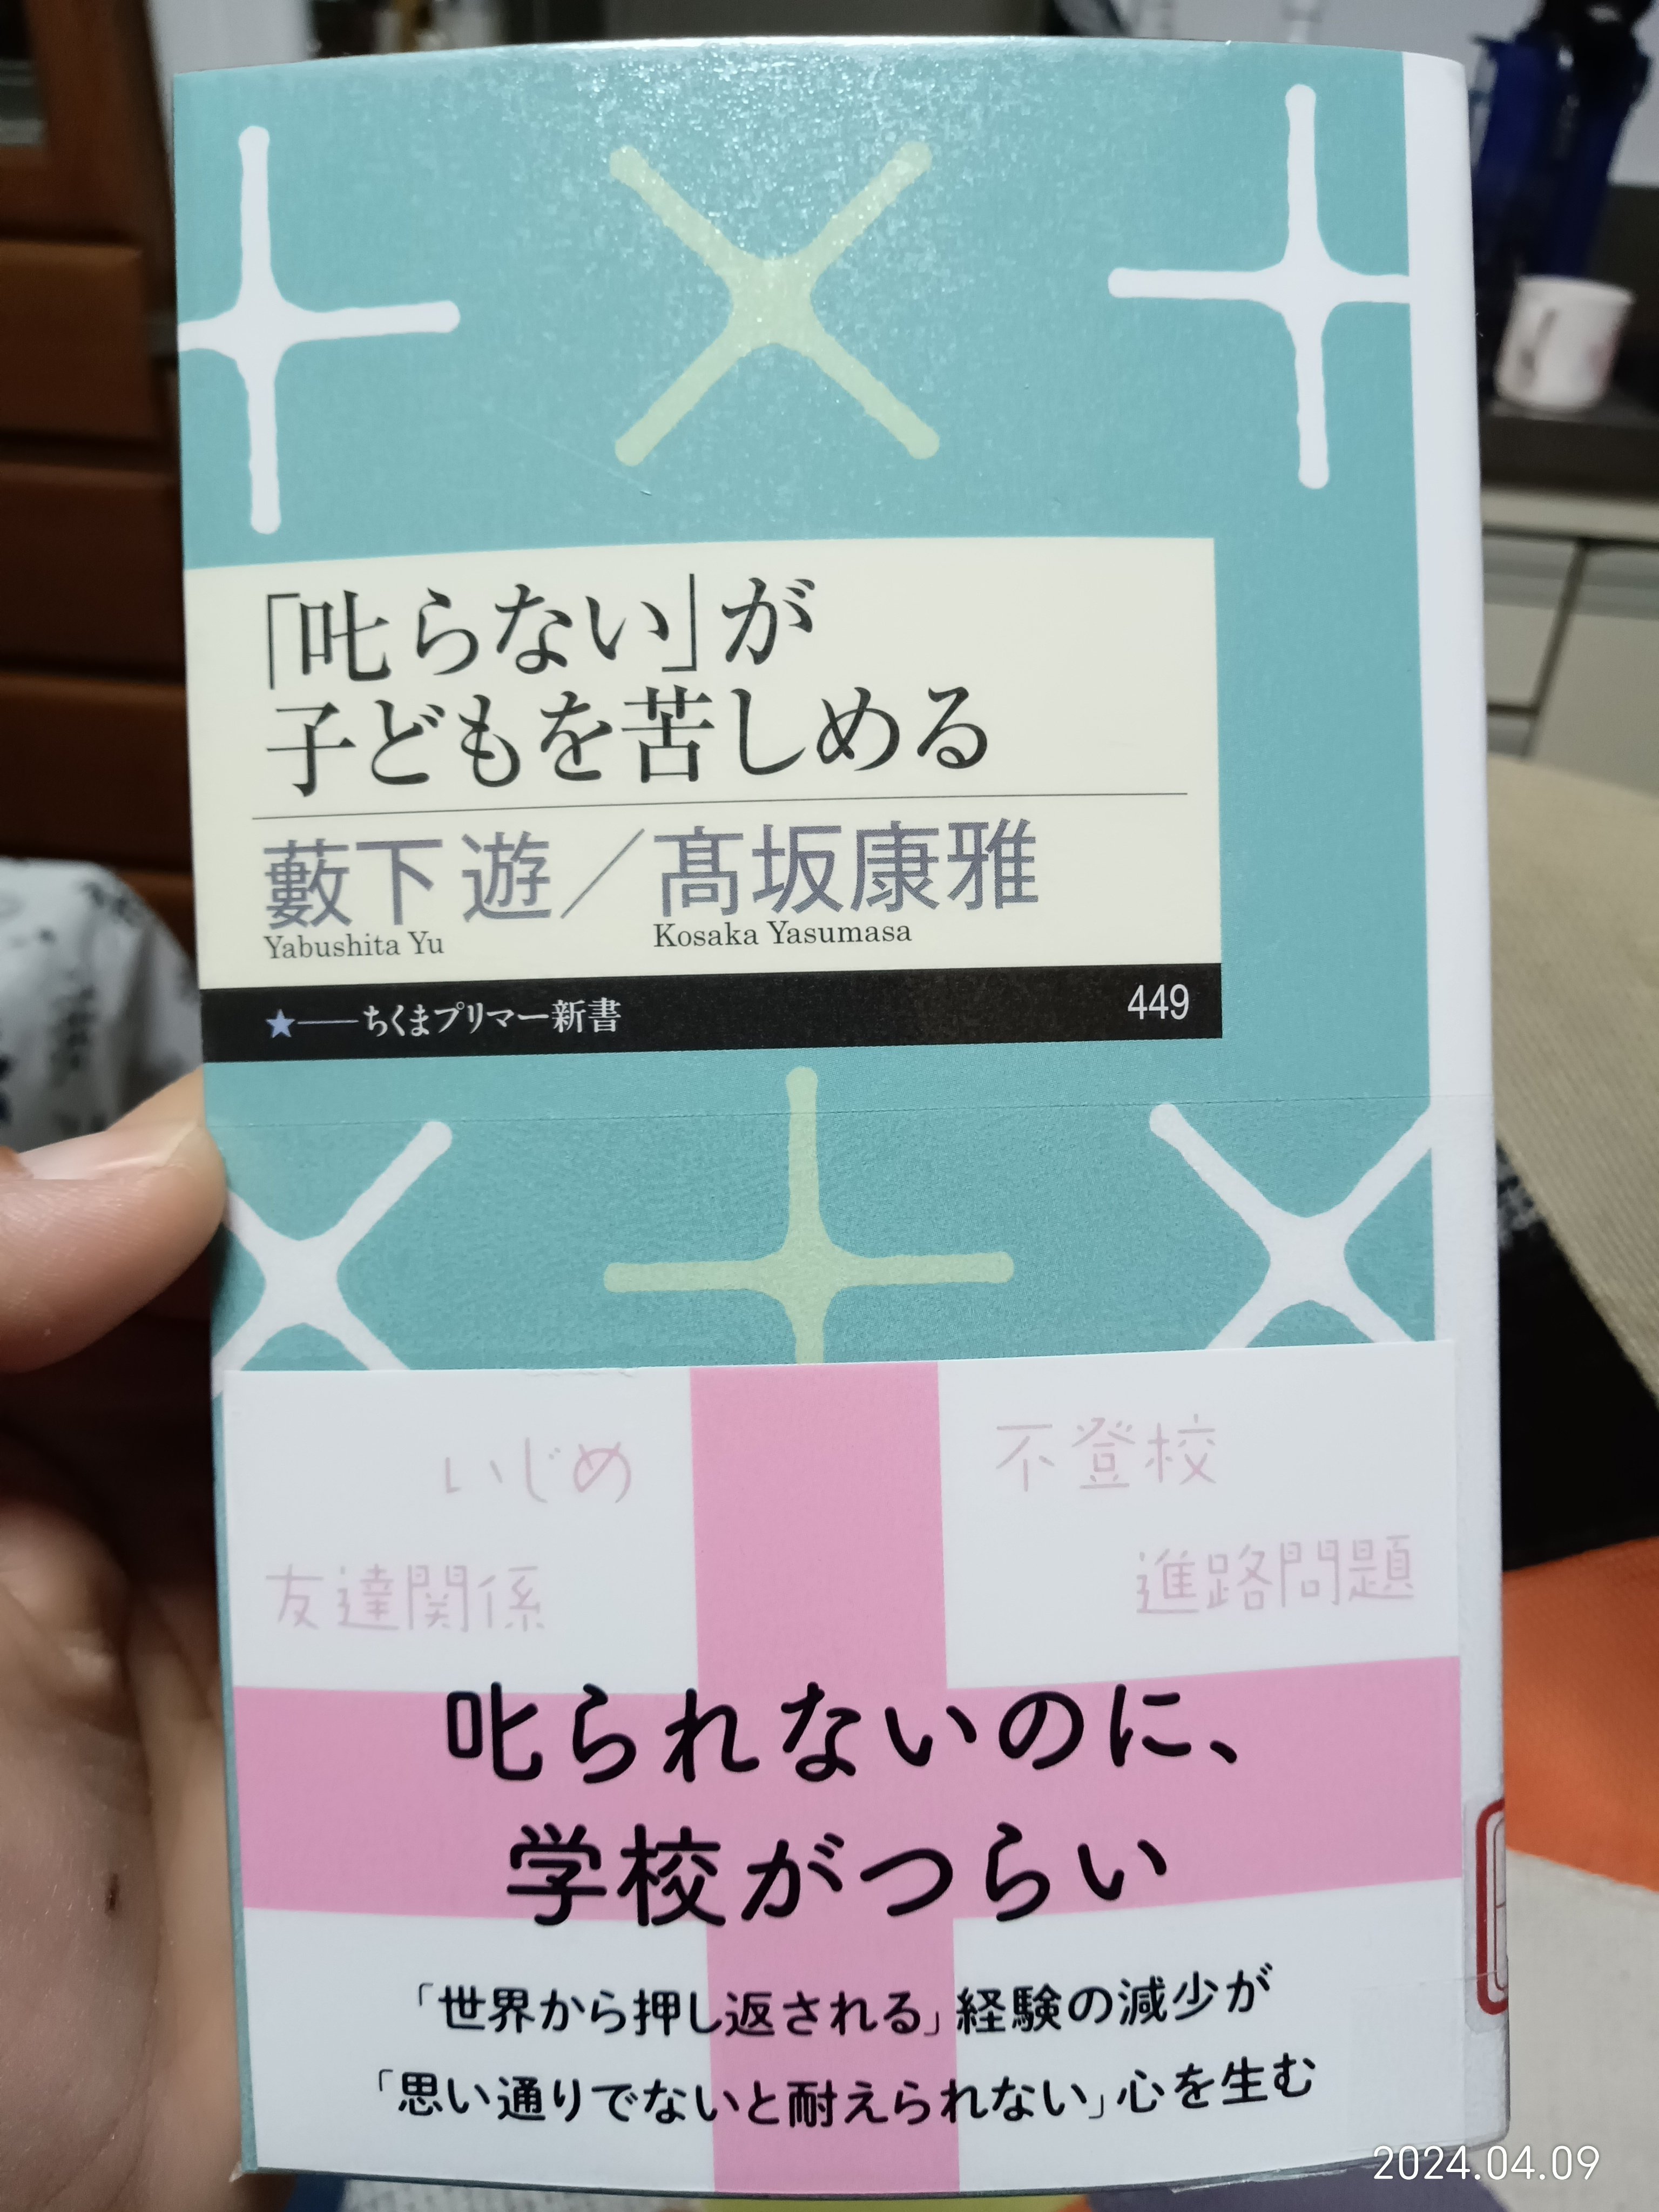 「叱らない」が
子どもを苦しめる
藪下 遊／髙坂康雅
Yabushita Yu Kosaka Yasumasa
★──ちくまプリマー新書 449
いじめ 不登校
友達関係 進路問題
叱られないのに、
学校がつらい
「世界から押し返される」経験の減少が
「思い通りでないと耐えられない」心を生む
2024.04.09